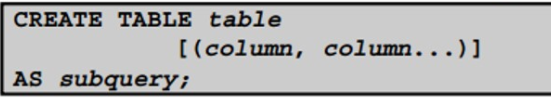 CREATE TABLE table
[(column, column...)]
AS subquery;